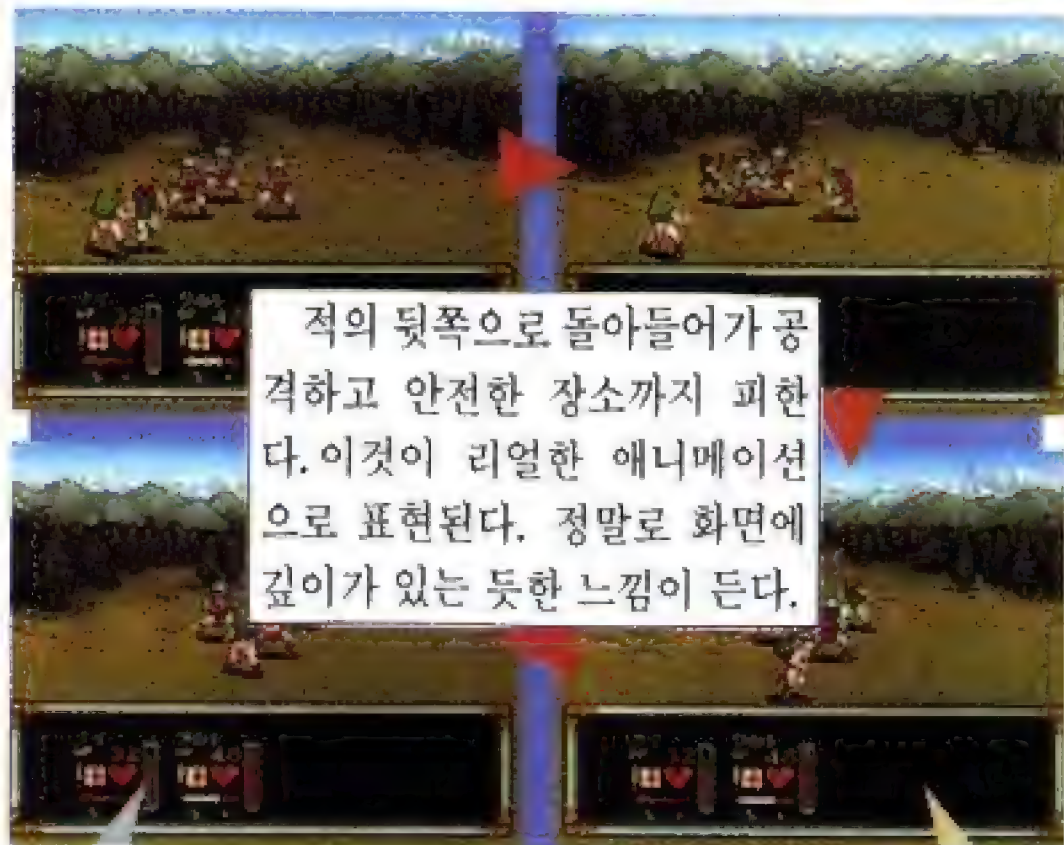 적의 뒷쪽으로 돌아들어가 공
격하고 안전한 장소까지 피한
다. 이것이 리얼한 애니메이션
으로 표현된다. 정말로 화면에
깊이가 있는 듯한 느낌이 든다.